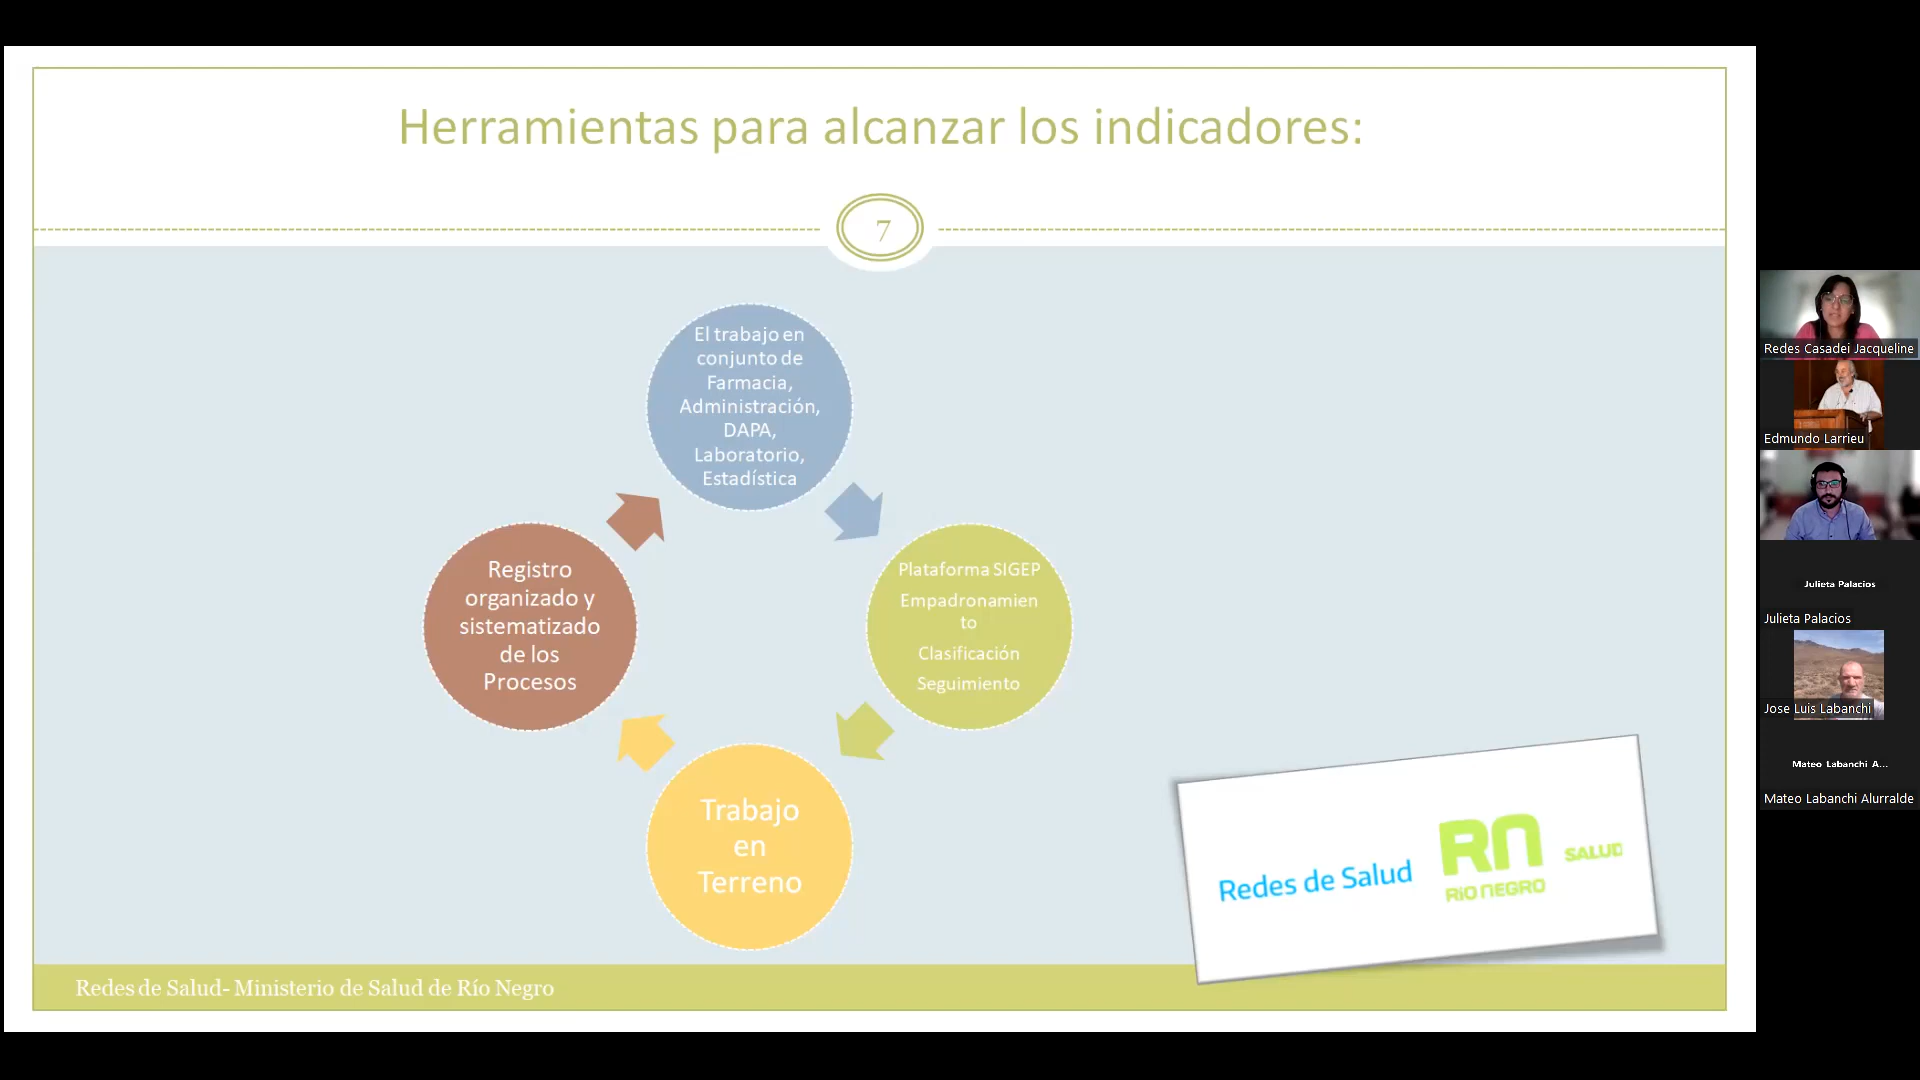 Herramientas para alcanzar los indicadores:
7
El trabajo en
conjunto de
Farmacia,
Administración,
DAPA,
Laboratorio,
Estadística
Plataforma SIGEP
Empadronamien
to
Clasificación
Seguimiento
Trabajo
en
Terreno
Registro
organizado y
sistematizado
de los
Procesos
Redes de Salud
RN
RÍO NEGRO
SALUD
Redes de Salud- Ministerio de Salud de Río Negro
Redes Casadei Jacqueline
Edmundo Larrieu
Julieta Palacios
Julieta Palacios
Jose Luis Labanchi
Mateo Labanchi A...
Mateo Labanchi Alurralde